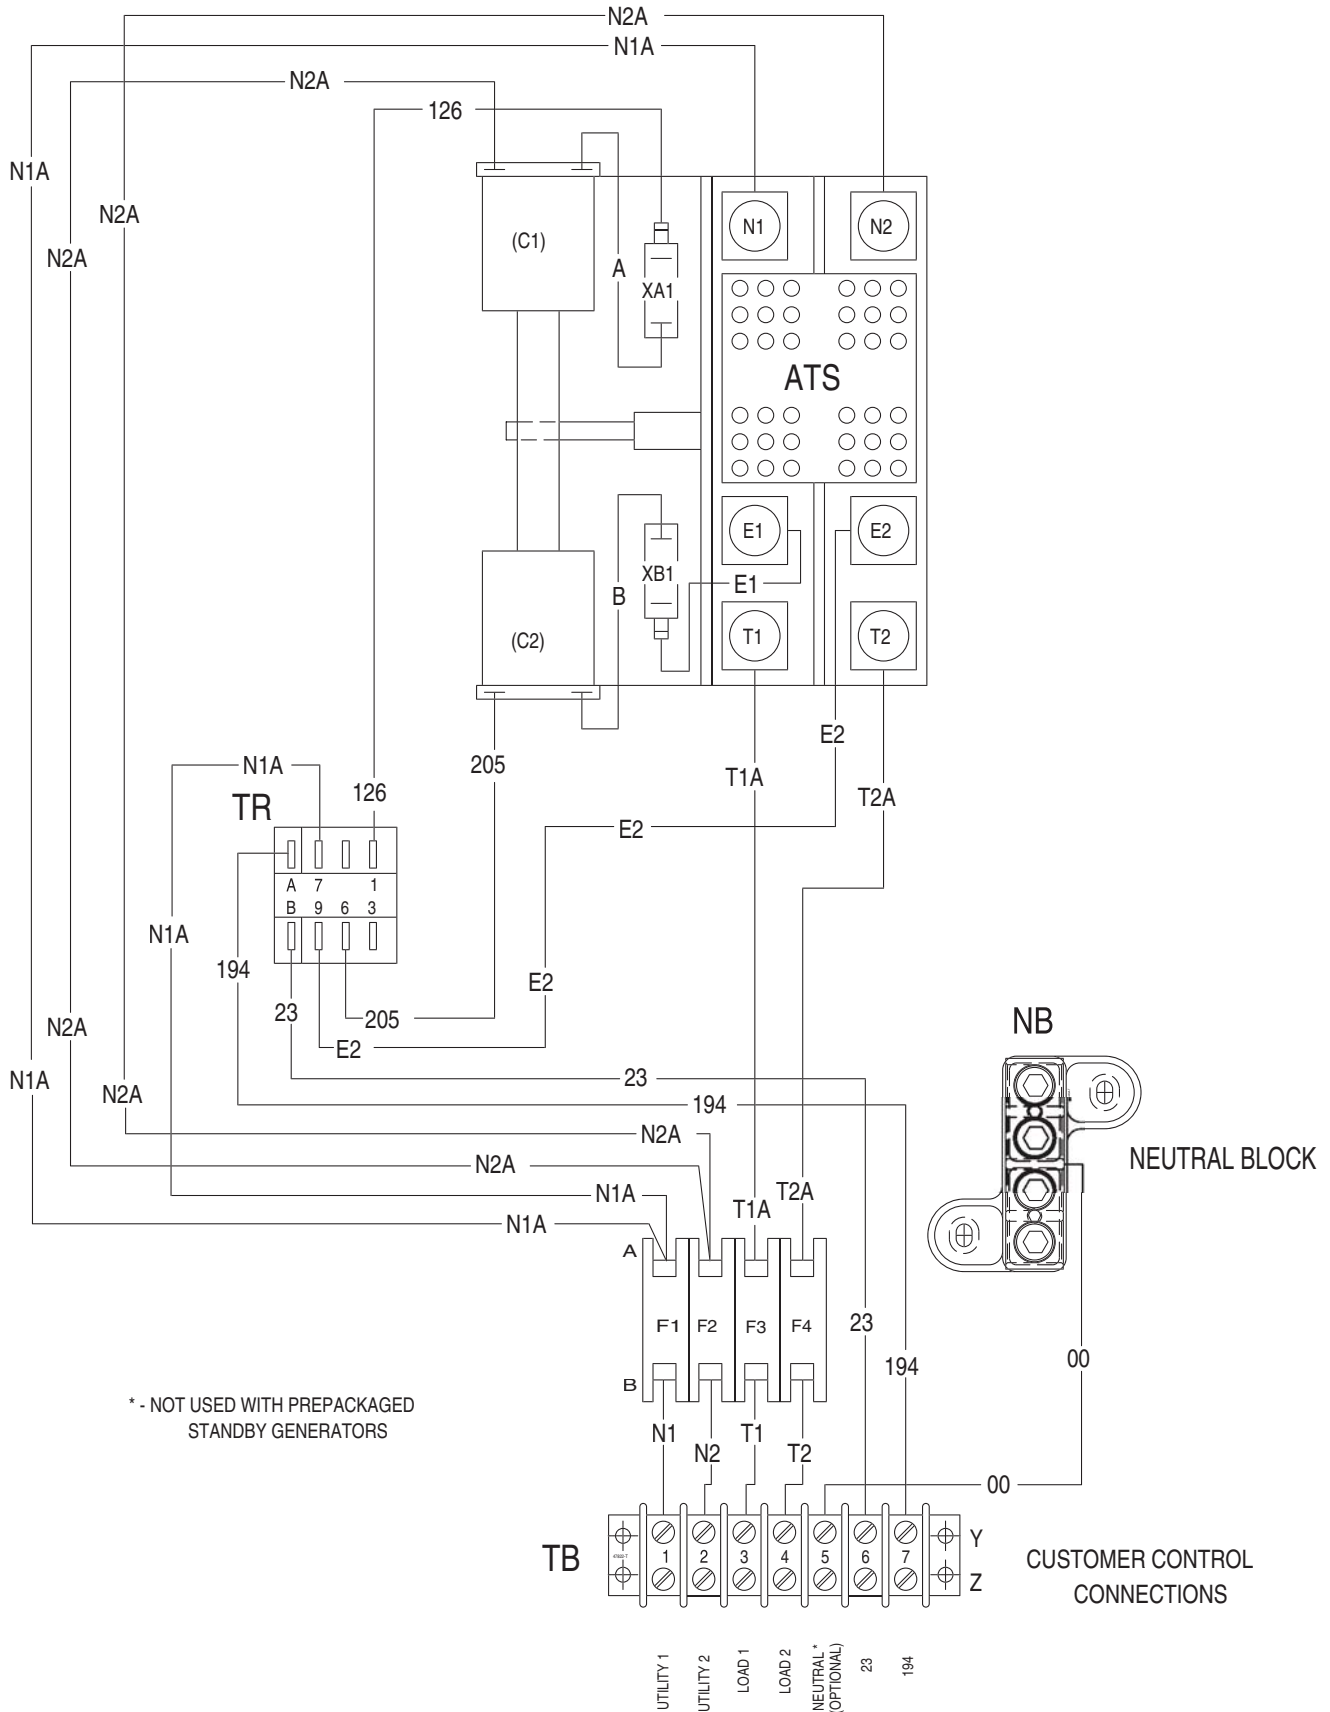 N2A
N1A
N2A
126
N1A
N2A
N2A
(C1)
A
XA1
N1
N2
ATS
E1
E2
XB1
E1
B
(C2)
T1
T2
E2
205
N1A
T1A
126
T2A
TR
E2
A 7 1
B 9 6 3
N1A
194
E2
23
205
NB
N2A
E2
N1A
N2A
23
194
N2A
NEUTRAL BLOCK
N2A
N1A
T2A
T1A
N1A
A
F1 F2 F3 F4
23
00
194
B
* - NOT USED WITH PREPACKAGED
STANDBY GENERATORS
N1
N2
T1
T2
00
TB
1 2 3 4 5 6 7
Y
Z
CUSTOMER CONTROL
CONNECTIONS
UTILITY 1
UTILITY 2
LOAD 1
LOAD 2
NEUTRAL *
(OPTIONAL)
23
194